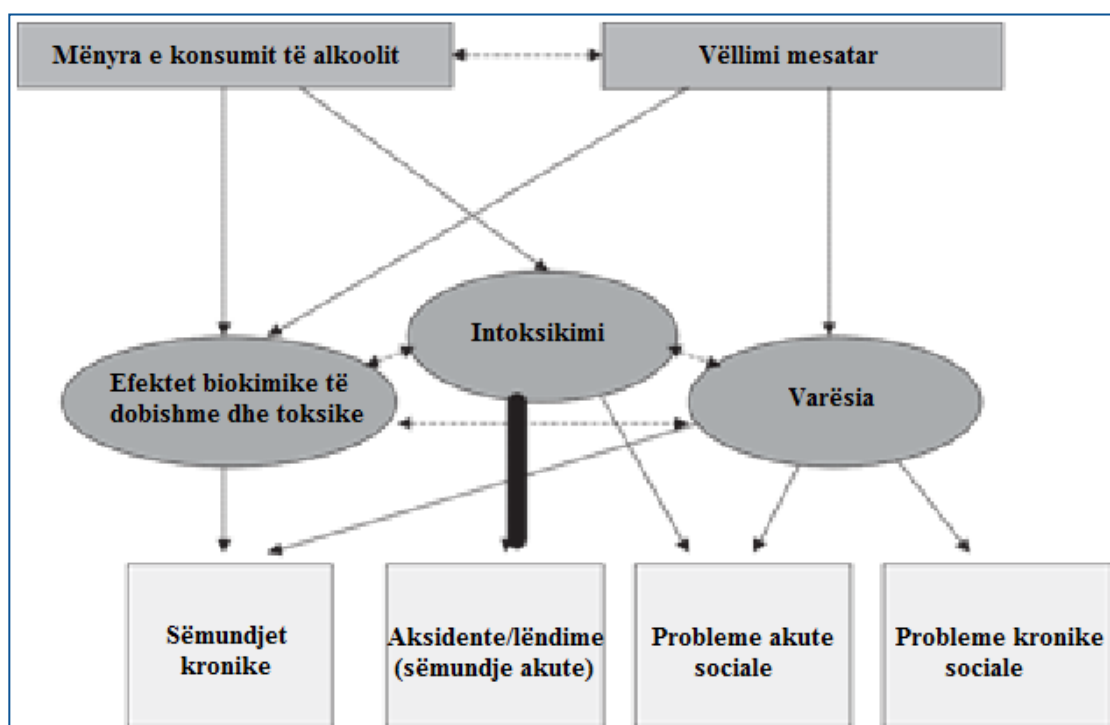 Mënyra e konsumit të alkoolit
Vëllimi mesatar
Intoksikimi
Efektet biokimike të
dobishme dhe toksike
Varësia
Sëmundjet
kronike
Aksidente/lëndime
(sëmundje akute)
Probleme akute
sociale
Probleme kronike
sociale